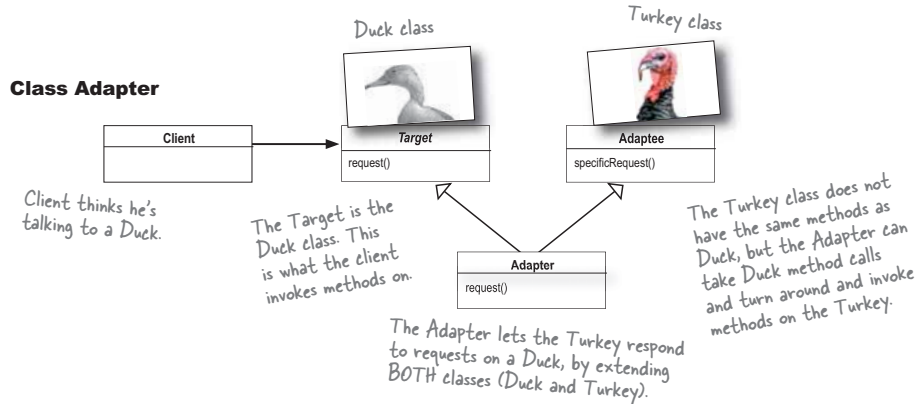 Duck class
Turkey class
Class Adapter
Client
Target
request()
Adaptee
specificRequest()
Client thinks he's
talking to a Duck.
The Target is the
Duck class. This
is what the client
invokes methods on.
Adapter
request()
The Turkey class does not
have the same methods as
Duck, but the Adapter can
take Duck method calls
and turn around and invoke
methods on the Turkey.
The Adapter lets the Turkey respond
to requests on a Duck, by extending
BOTH classes (Duck and Turkey).